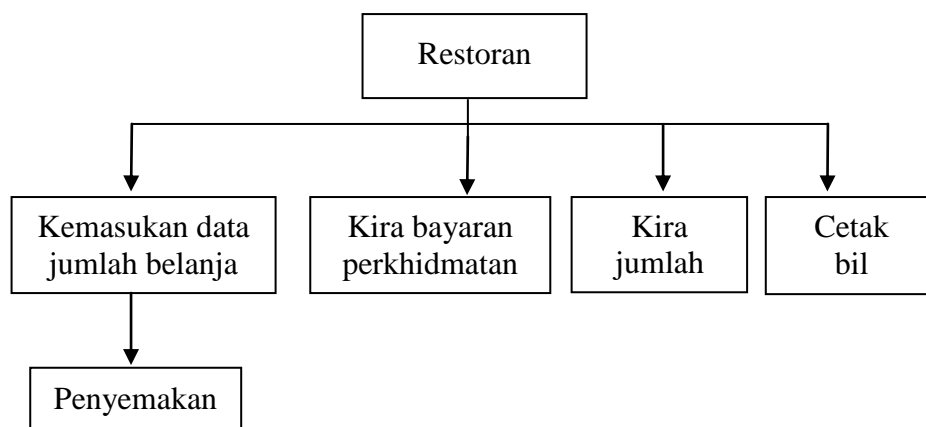 Restoran
Kemasukan data
jumlah belanja
Kira bayaran
perkhidmatan
Kira
jumlah
Cetak
bil
Penyemakan